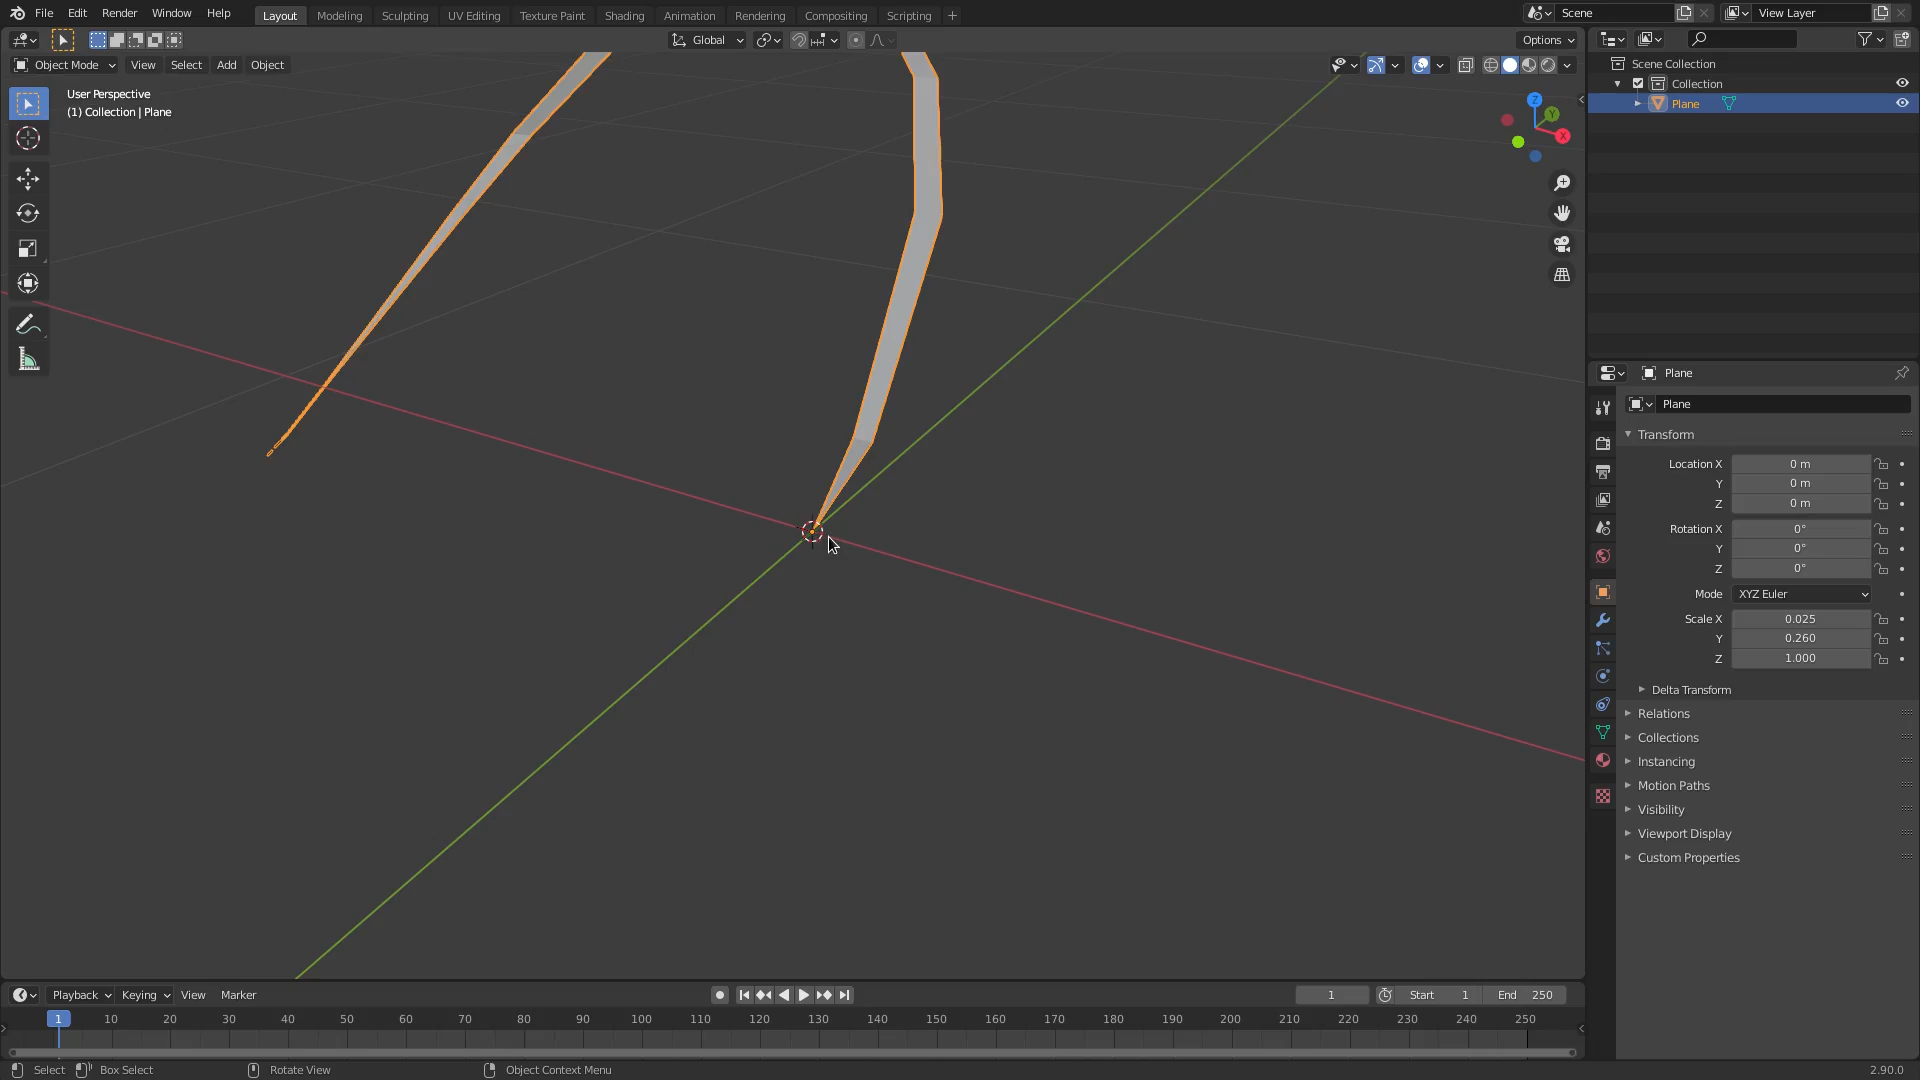 File Edit Render Window Help Layout Modeling Sculpting UV Editing Texture Paint Shading Animation Rendering Compositing Scripting + Scene View Layer
Global Options
Object Mode View Select Add Object
User Perspective
(1) Collection | Plane
Z
Y
X
Scene Collection
Collection
Plane
Plane
Plane
Transform
Location X 0 m
Y 0 m
Z 0 m
Rotation X 0°
Y 0°
Z 0°
Mode XYZ Euler
Scale X 0.025
Y 0.260
Z 1.000
Delta Transform
Relations
Collections
Instancing
Motion Paths
Visibility
Viewport Display
Custom Properties
Playback Keying View Marker 1 Start 1 End 250
1 10 20 30 40 50 60 70 80 90 100 110 120 130 140 150 160 170 180 190 200 210 220 230 240 250
Select Box Select Rotate View Object Context Menu 2.90.0